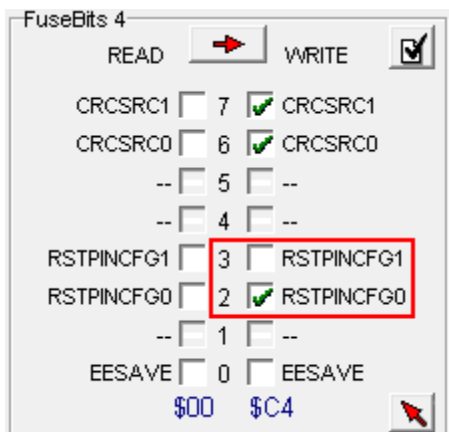 FuseBits 4
READ WRITE
CRCSRC1 7 CRCSRC1
CRCSRC0 6 CRCSRC0
-- 5 --
-- 4 --
RSTPINCFG1 3 RSTPINCFG1
RSTPINCFG0 2 RSTPINCFG0
-- 1 --
EESAVE 0 EESAVE
$00 $C4